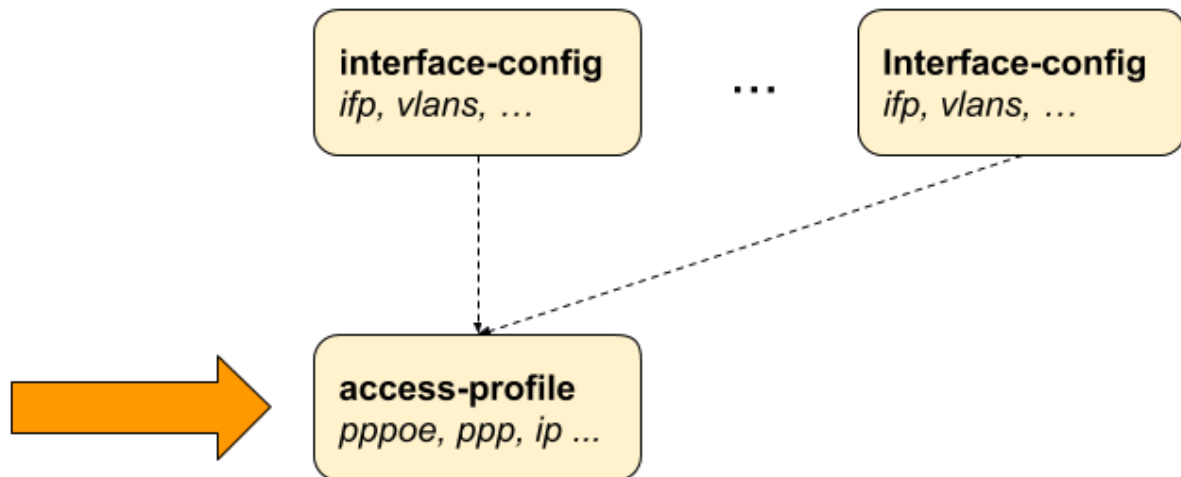 interface-config
ifp, vlans, …
...
Interface-config
ifp, vlans, …
access-profile
pppoe, ppp, ip ...